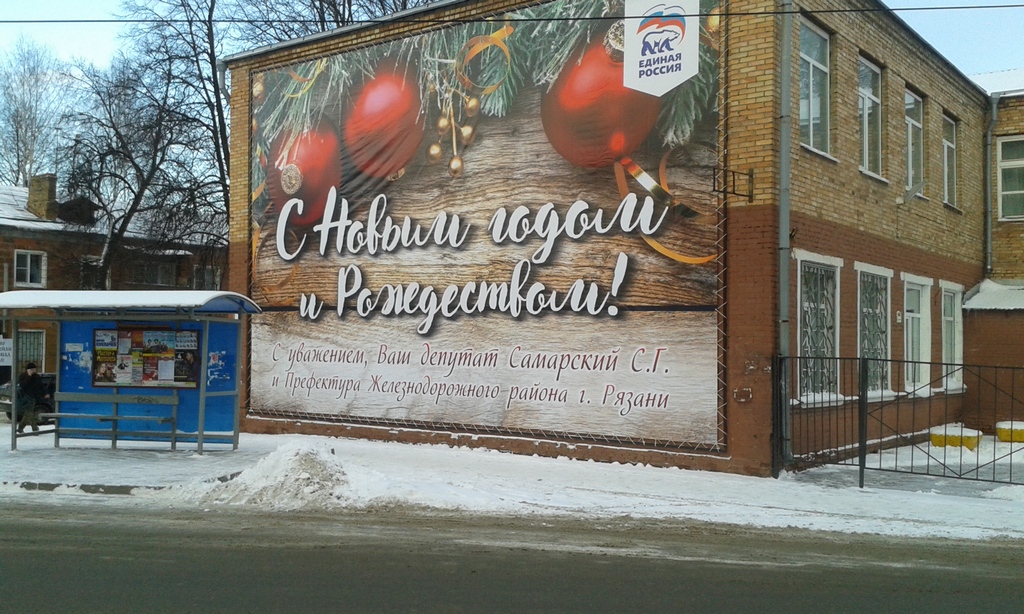 ЕДИНАЯ
РОССИЯ
С Новым годом
и Рождеством!
С уважением, Ваш депутат Самарский С.Г.
и Префектура Железнодорожного района г. Рязани